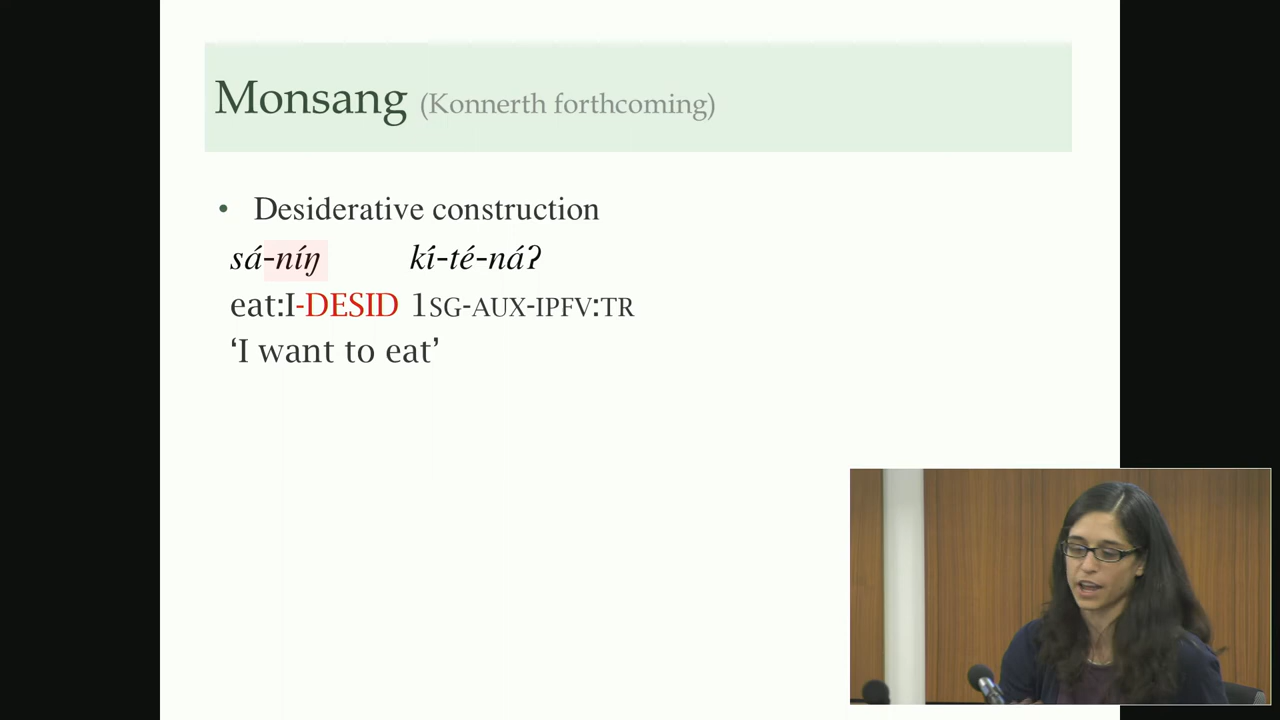 Monsang (Konnerth forthcoming)
• Desiderative construction
sá-níŋ kí-té-náʔ
eat:I-DESID 1SG-AUX-IPFV:TR
‘I want to eat’